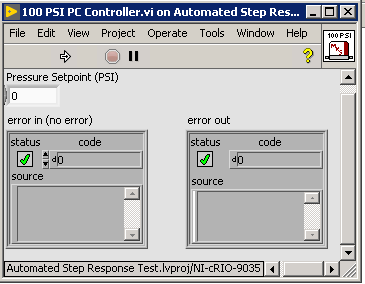 100 PSI PC Controller.vi on Automated Step Res...
File Edit View Project Operate Tools Window Help
100 PSI
MKS
Pressure Setpoint (PSI)
0
error in (no error)
error out
status code
status code
d0
d0
source
source
Automated Step Response Test.lvproj/NI-cRIO-9035